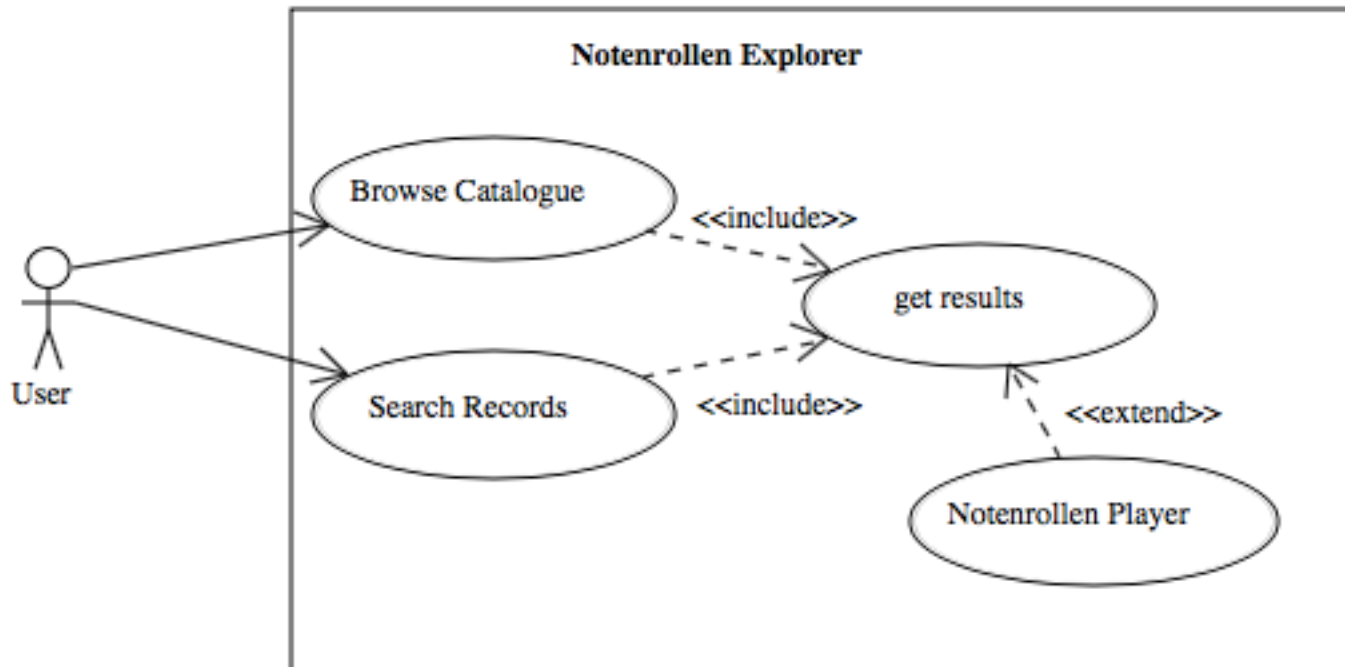 Notenrollen Explorer
Browse Catalogue
<<include>>
get results
User
Search Records
<<include>>
<<extend>>
Notenrollen Player